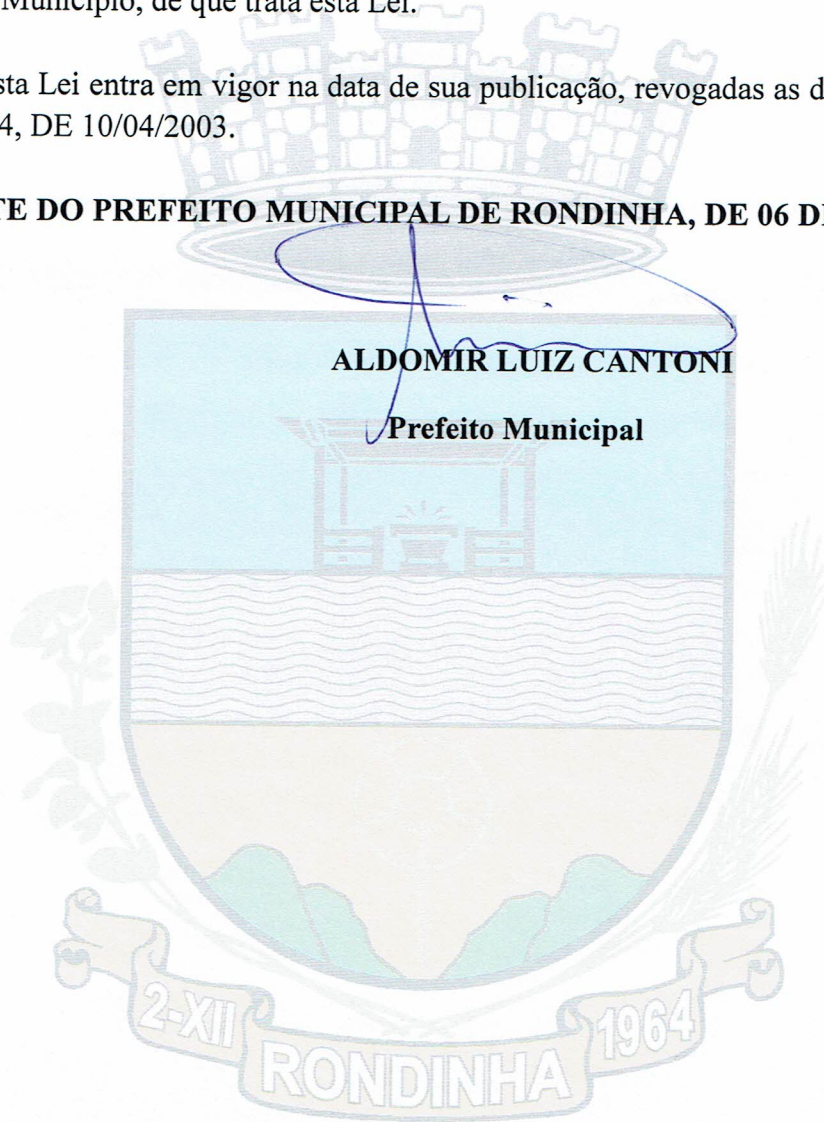 Município, de que trata esta Lei.
sta Lei entra em vigor na data de sua publicação, revogadas as d
4, DE 10/04/2003.
TE DO PREFEITO MUNICIPAL DE RONDINHA, DE 06 DE
ALDOMIR LUIZ CANTONI
Prefeito Municipal
2-XII
1964
RONDINHA